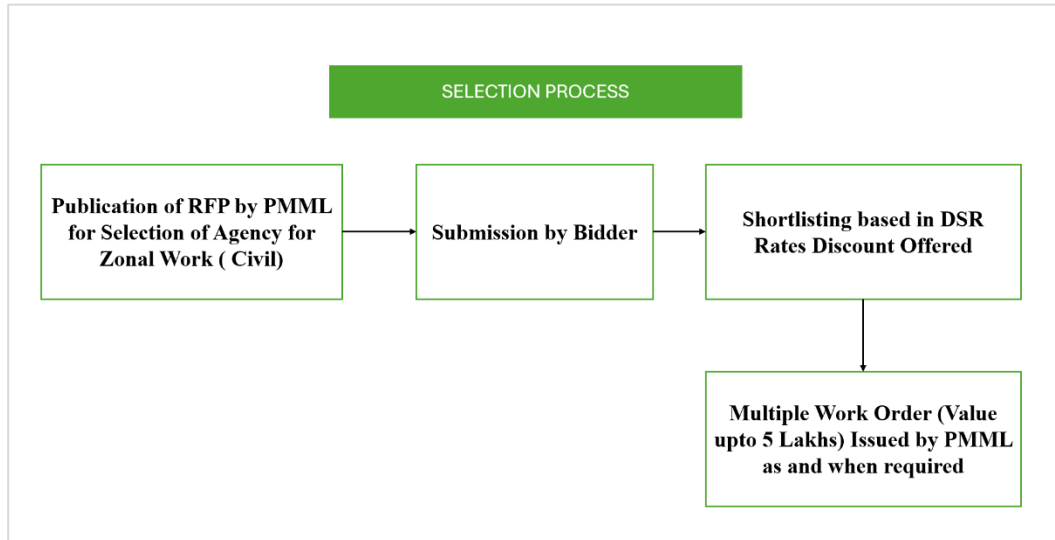 SELECTION PROCESS
Publication of RFP by PMML
for Selection of Agency for
Zonal Work ( Civil)
Submission by Bidder
Shortlisting based in DSR
Rates Discount Offered
Multiple Work Order (Value
upto 5 Lakhs) Issued by PMML
as and when required